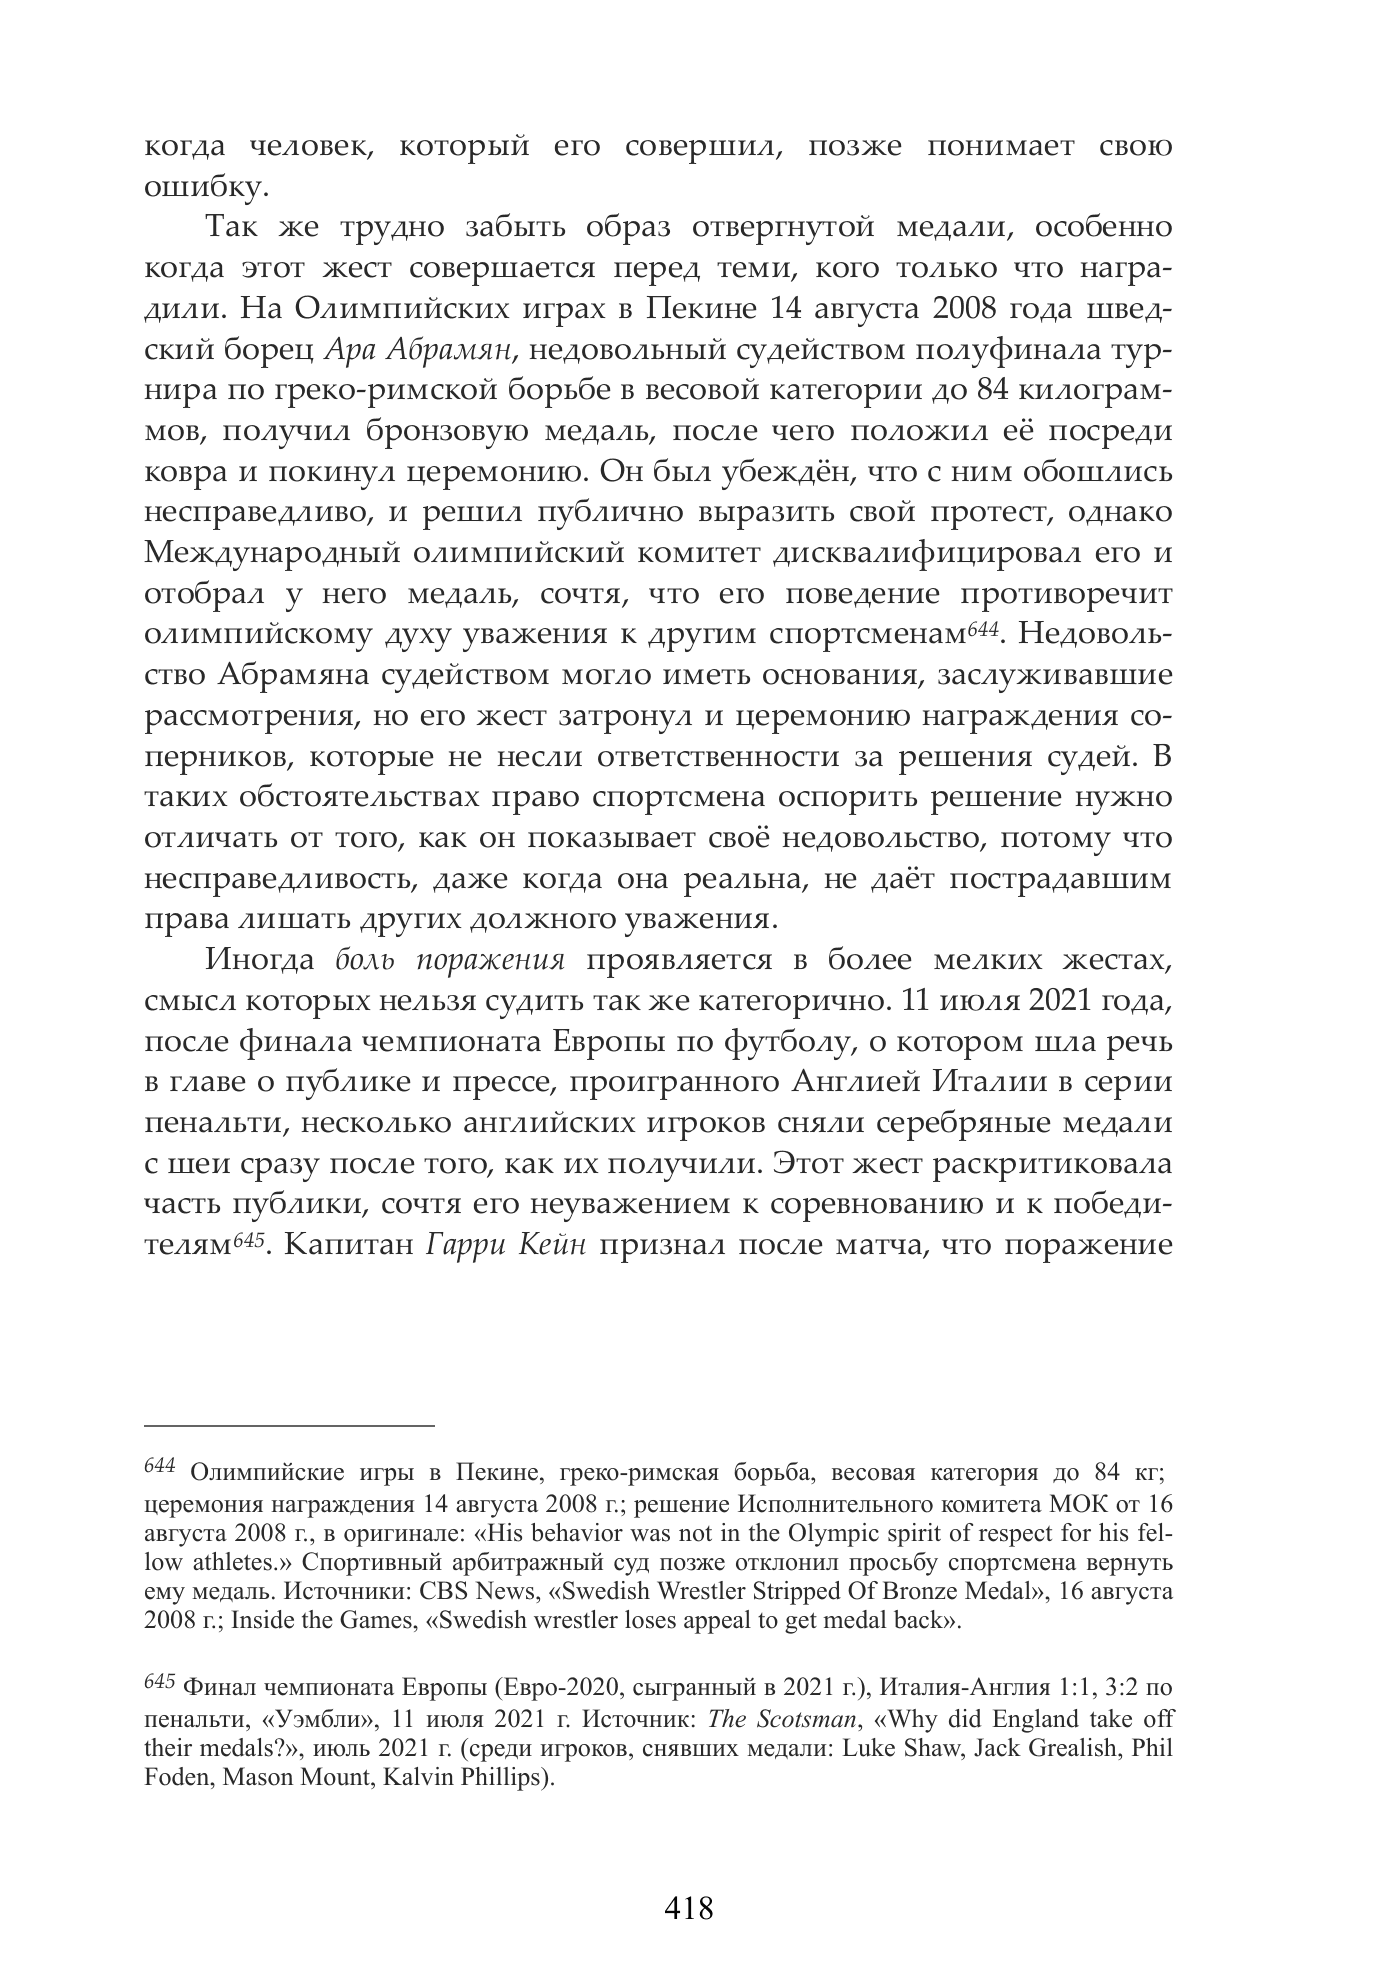 когда человек, который его совершил, позже понимает свою
ошибку.
Так же трудно забыть образ отвергнутой медали, особенно
когда этот жест совершается перед теми, кого только что награ-
дили. На Олимпийских играх в Пекине 14 августа 2008 года швед-
ский борец Ара Абрамян, недовольный судейством полуфинала тур-
нира по греко-римской борьбе в весовой категории до 84 килограм-
мов, получил бронзовую медаль, после чего положил её посреди
ковра и покинул церемонию. Он был убеждён, что с ним обошлись
несправедливо, и решил публично выразить свой протест, однако
Международный олимпийский комитет дисквалифицировал его и
отобрал у него медаль, сочтя, что его поведение противоречит
олимпийскому духу уважения к другим спортсменам644. Недоволь-
ство Абрамяна судейством могло иметь основания, заслуживавшие
рассмотрения, но его жест затронул и церемонию награждения со-
перников, которые не несли ответственности за решения судей. В
таких обстоятельствах право спортсмена оспорить решение нужно
отличать от того, как он показывает своё недовольство, потому что
несправедливость, даже когда она реальна, не даёт пострадавшим
права лишать других должного уважения.
Иногда боль поражения проявляется в более мелких жестах,
смысл которых нельзя судить так же категорично. 11 июля 2021 года,
после финала чемпионата Европы по футболу, о котором шла речь
в главе о публике и прессе, проигранного Англией Италии в серии
пенальти, несколько английских игроков сняли серебряные медали
с шеи сразу после того, как их получили. Этот жест раскритиковала
часть публики, сочтя его неуважением к соревнованию и к победи-
телям645. Капитан Гарри Кейн признал после матча, что поражение
644 Олимпийские игры в Пекине, греко-римская борьба, весовая категория до 84 кг;
церемония награждения 14 августа 2008 г.; решение Исполнительного комитета МОК от 16
августа 2008 г., в оригинале: «His behavior was not in the Olympic spirit of respect for his fel-
low athletes.» Спортивный арбитражный суд позже отклонил просьбу спортсмена вернуть
ему медаль. Источники: CBS News, «Swedish Wrestler Stripped Of Bronze Medal», 16 августа
2008 г.; Inside the Games, «Swedish wrestler loses appeal to get medal back».
645 Финал чемпионата Европы (Евро-2020, сыгранный в 2021 г.), Италия-Англия 1:1, 3:2 по
пенальти, «Уэмбли», 11 июля 2021 г. Источник: The Scotsman, «Why did England take off
their medals?», июль 2021 г. (среди игроков, снявших медали: Luke Shaw, Jack Grealish, Phil
Foden, Mason Mount, Kalvin Phillips).
418